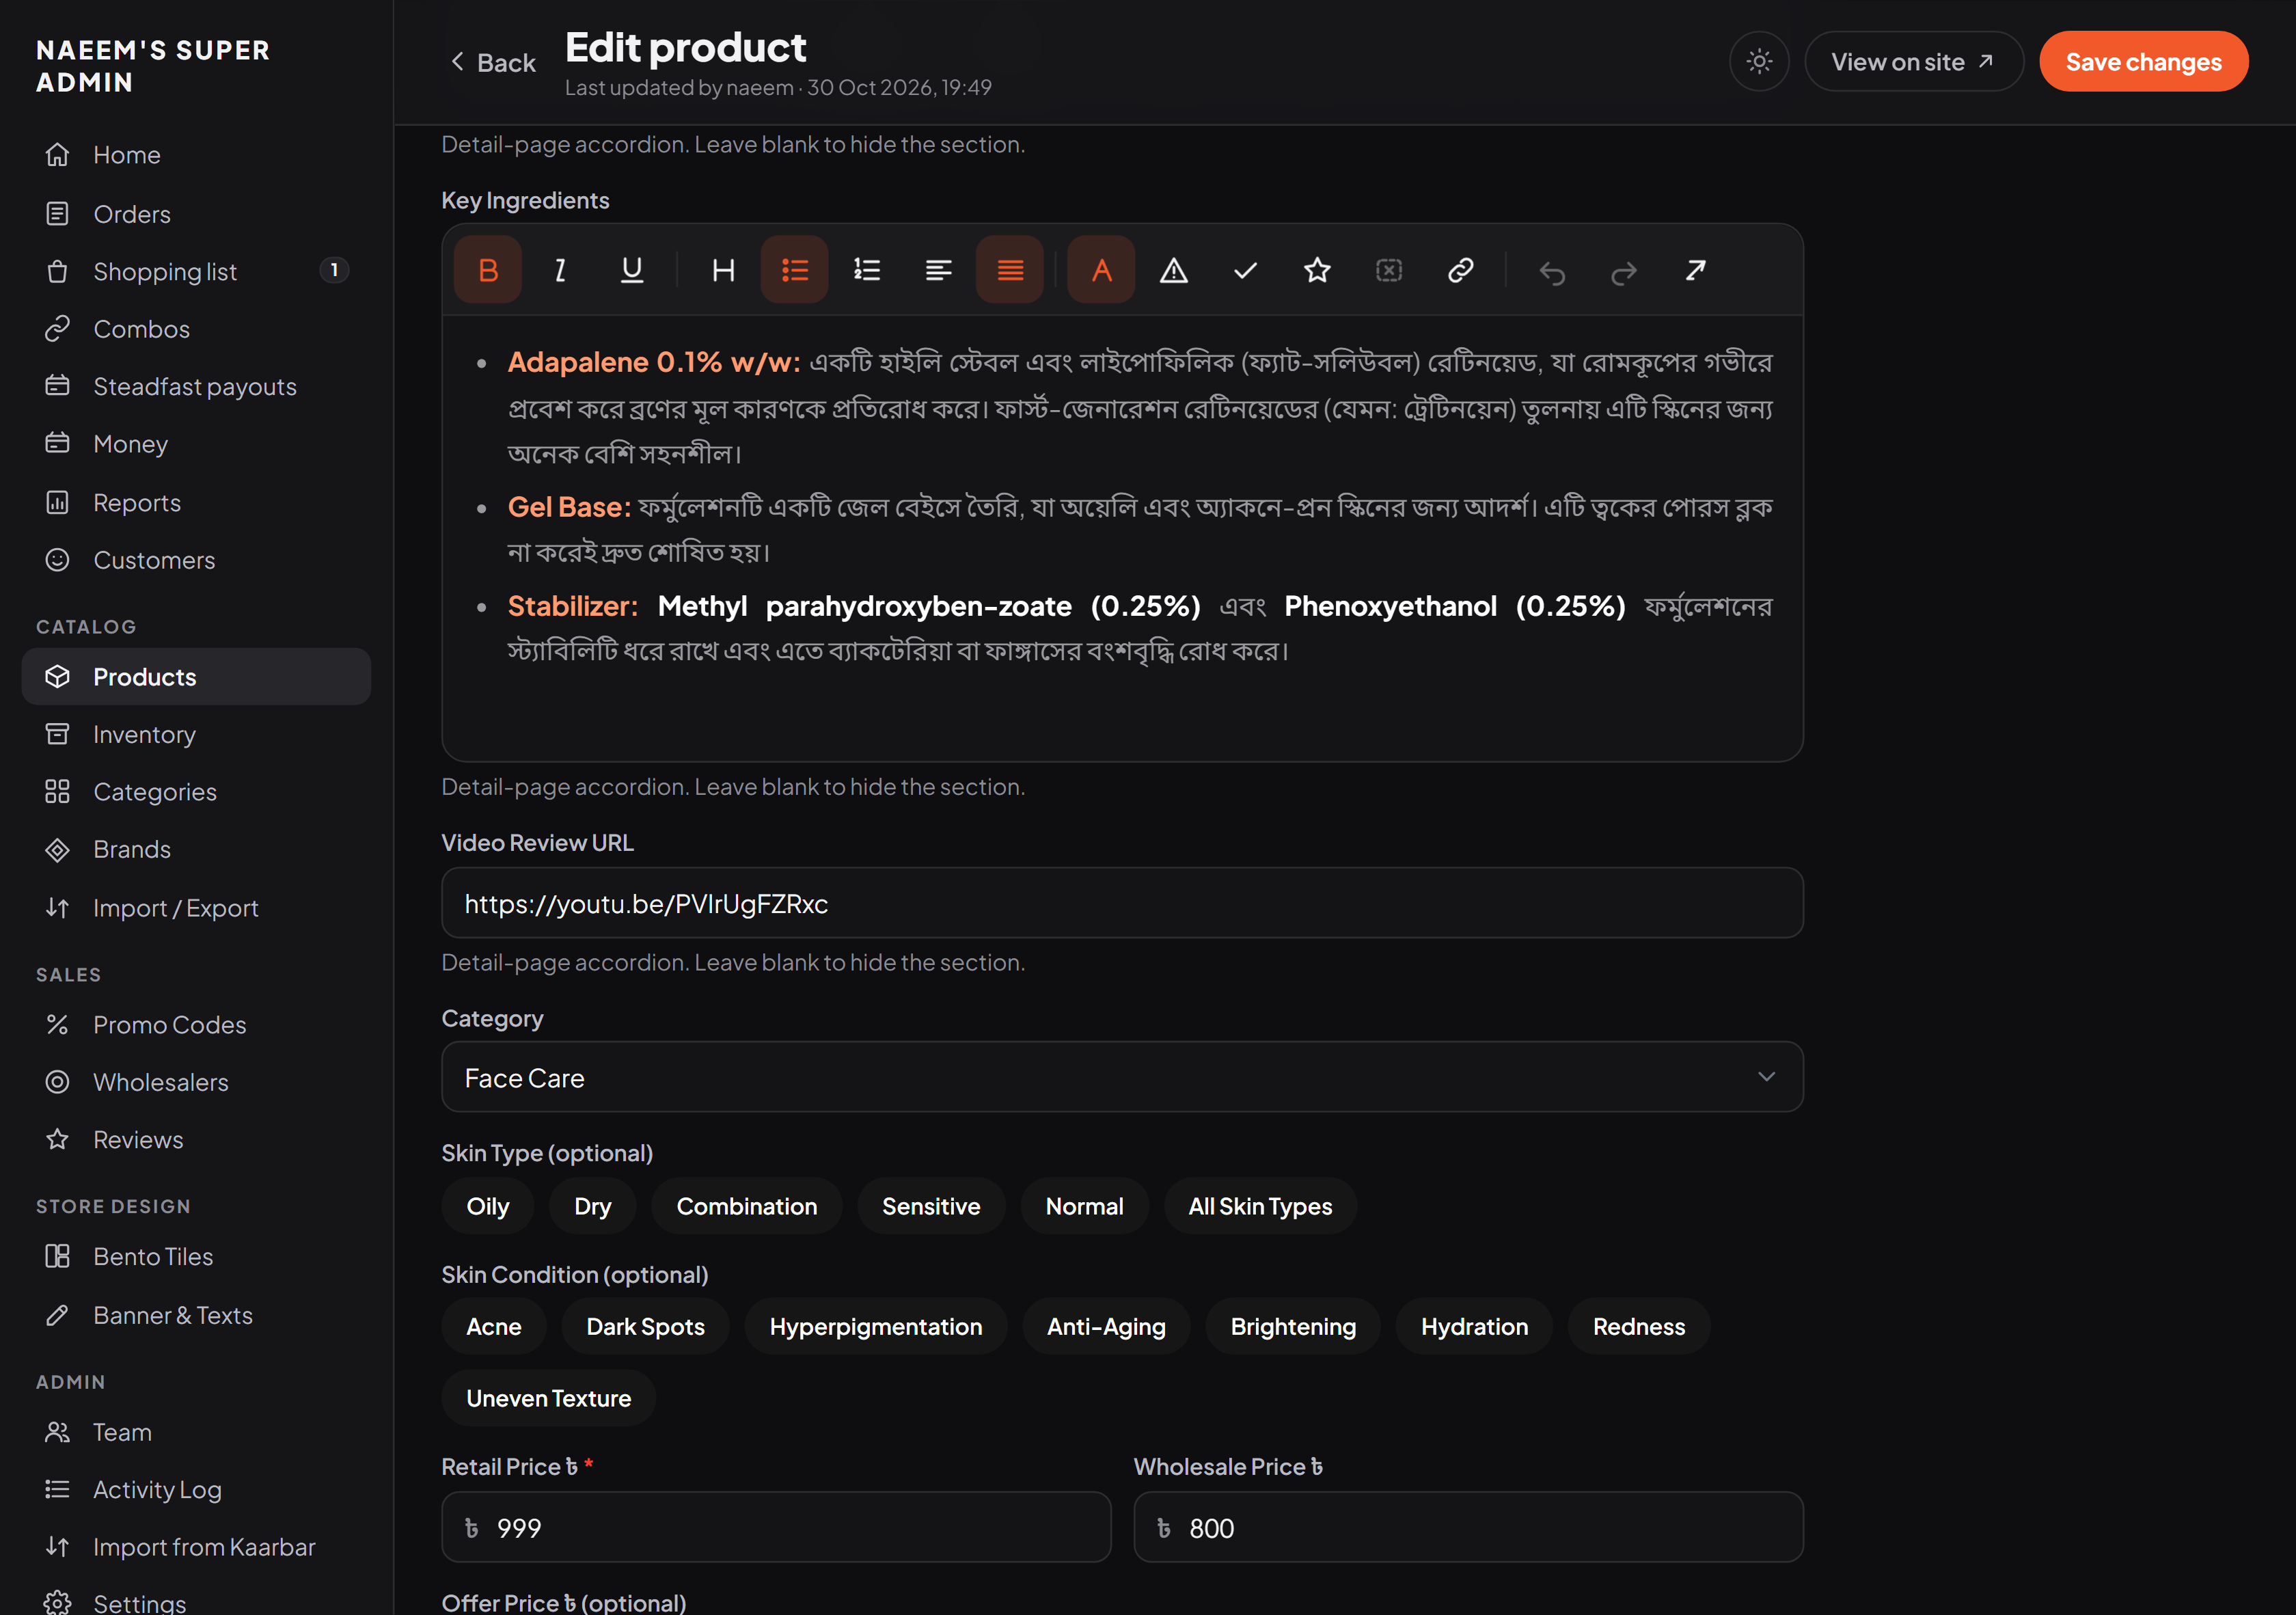 NAEEM'S SUPER
ADMIN
Home
Orders
Shopping list 1
Combos
Steadfast payouts
Money
Reports
Customers
CATALOG
Products
Inventory
Categories
Brands
Import / Export
SALES
Promo Codes
Wholesalers
Reviews
STORE DESIGN
Bento Tiles
Banner & Texts
ADMIN
Team
Activity Log
Import from Kaarbar
Settings
Back
Edit product
Last updated by naeem · 30 Oct 2026, 19:49
View on site
Save changes
Detail-page accordion. Leave blank to hide the section.
Key Ingredients
• Adapalene 0.1% w/w: একটি হাইলি স্টেবল এবং লাইপোফিলিক (ফ্যাট-সলিউবল) রেটিনয়েড, যা রোমকূপের গভীরে
প্রবেশ করে ব্রণের মূল কারণকে প্রতিরোধ করে। ফার্স্ট-জেনারেশন রেটিনয়েডের (যেমন: ট্রেটিনয়েন) তুলনায় এটি স্কিনের জন্য
অনেক বেশি সহনশীল।
• Gel Base: ফর্মুলেশনটি একটি জেল বেইসে তৈরি, যা অয়েলি এবং অ্যাকনে-প্রন স্কিনের জন্য আদর্শ। এটি ত্বকের পোরস ব্লক
না করেই দ্রুত শোষিত হয়।
• Stabilizer: Methyl parahydroxyben-zoate (0.25%) এবং Phenoxyethanol (0.25%) ফর্মুলেশনের
স্ট্যাবিলিটি ধরে রাখে এবং এতে ব্যাকটেরিয়া বা ফাঙ্গাসের বংশবৃদ্ধি রোধ করে।
Detail-page accordion. Leave blank to hide the section.
Video Review URL
https://youtu.be/PVIrUgFZRxc
Detail-page accordion. Leave blank to hide the section.
Category
Face Care
Skin Type (optional)
Oily Dry Combination Sensitive Normal All Skin Types
Skin Condition (optional)
Acne Dark Spots Hyperpigmentation Anti-Aging Brightening Hydration Redness
Uneven Texture
Retail Price ৳ *
৳ 999
Wholesale Price ৳
৳ 800
Offer Price ৳ (optional)